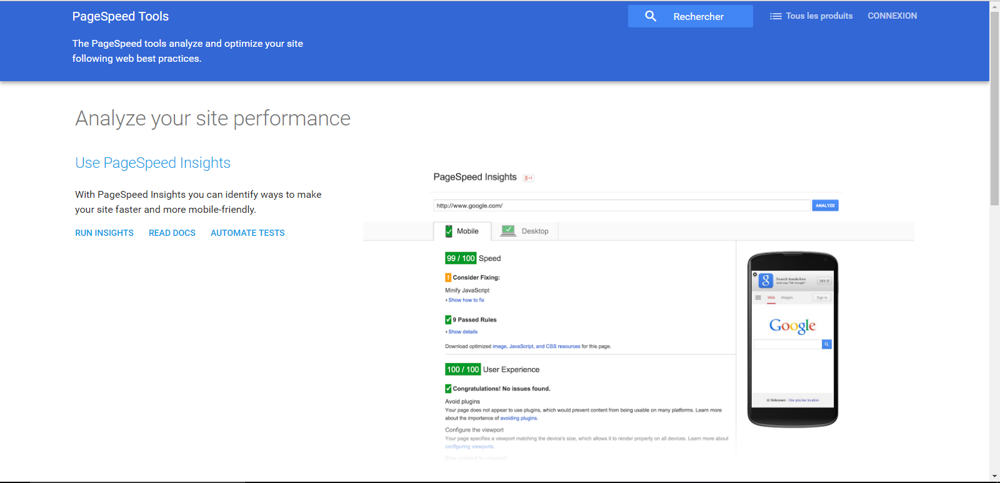 PageSpeed Tools
Rechercher
Tous les produits
CONNEXION
The PageSpeed tools analyze and optimize your site
following web best practices.
Analyze your site performance
Use PageSpeed Insights
With PageSpeed Insights you can identify ways to make
your site faster and more mobile-friendly.
RUN INSIGHTS
READ DOCS
AUTOMATE TESTS
PageSpeed Insights
g+1
http://www.google.com/
ANALYZE
Mobile
Desktop
99 / 100 Speed
! Consider Fixing:
Minify JavaScript
Show how to fix
9 Passed Rules
Show details
Download optimized image, JavaScript, and CSS resources for this page.
100 / 100 User Experience
Congratulations! No issues found.
Avoid plugins
Your page does not appear to use plugins, which would prevent content from being usable on many platforms. Learn more
about the importance of avoiding plugins.
Configure the viewport
Your page specifies a viewport matching the device's size, which allows it to render properly on all devices. Learn more about
configuring viewports.
Size content to viewport
g
Search hands free
Just say "Ok Google"
TRY IT
Web
Images
Sign in
Google
Unknown - Use precise location